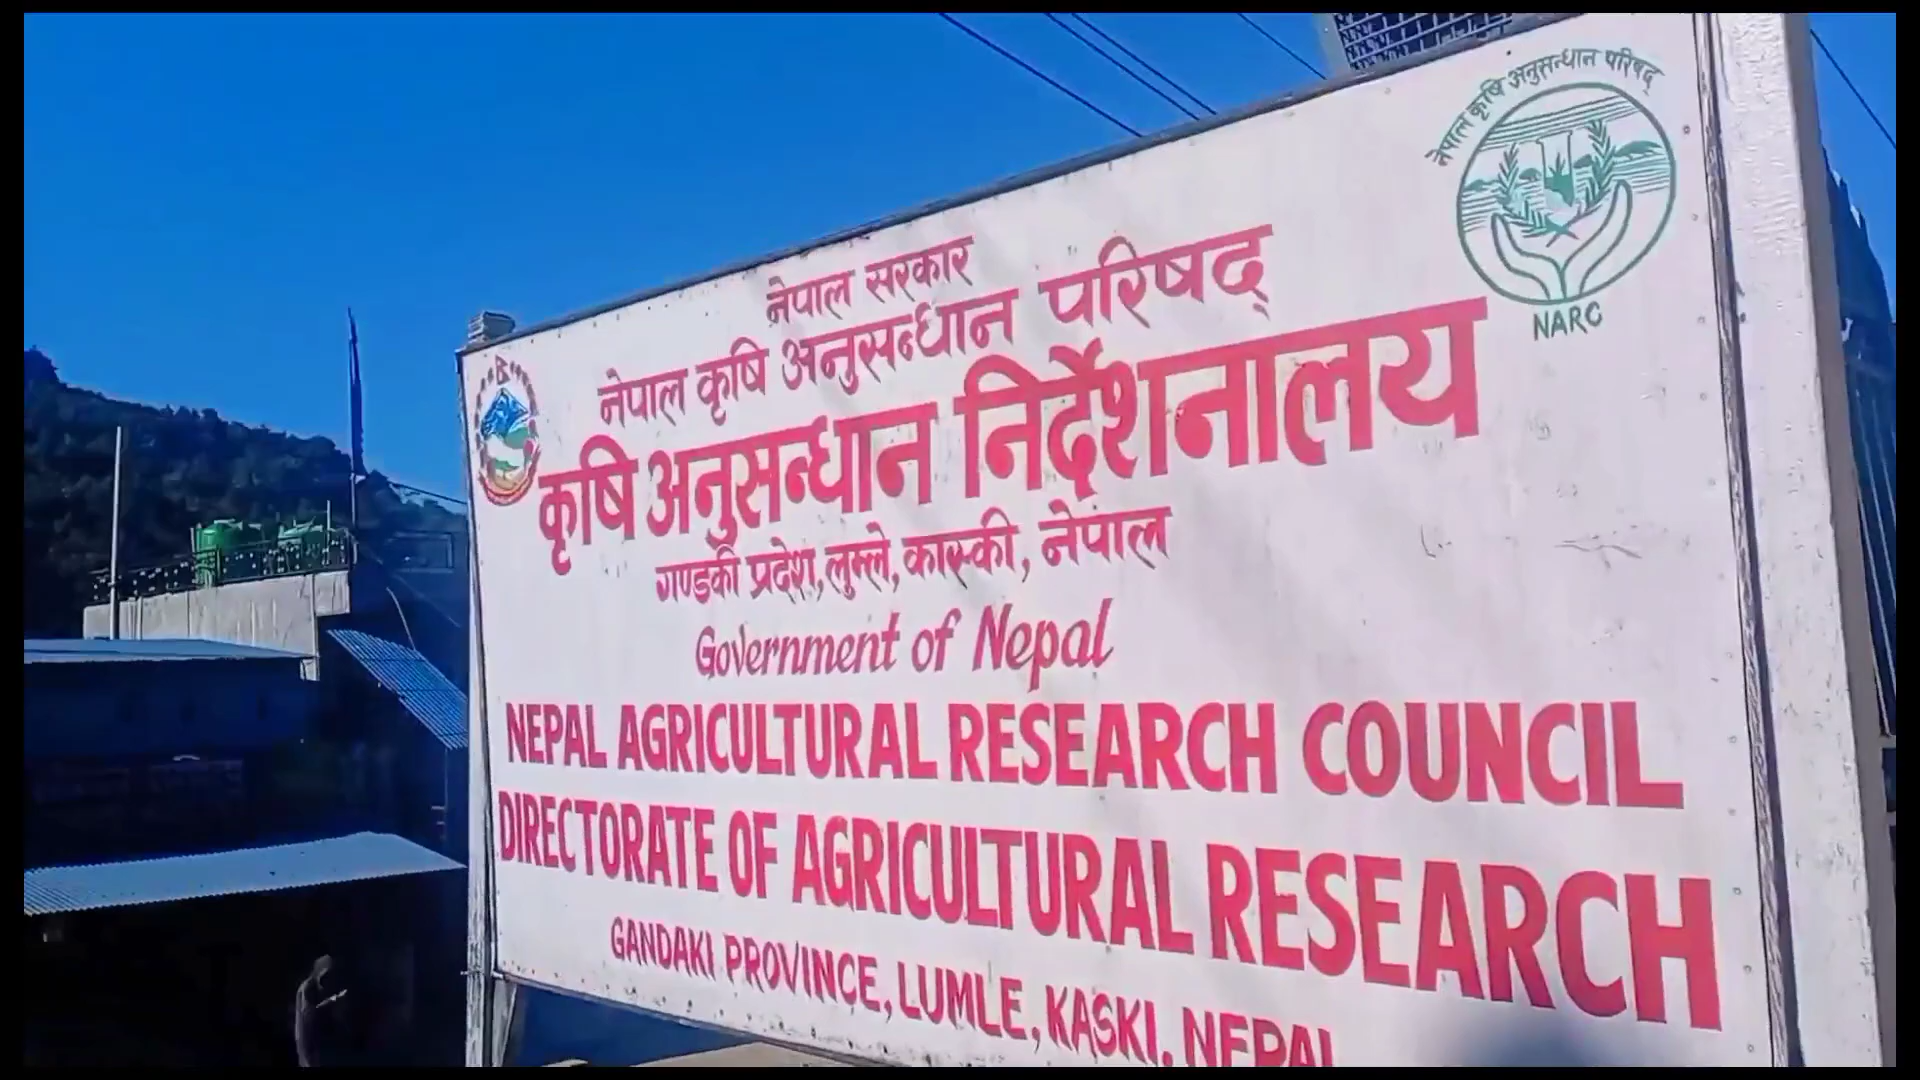 नेपाल कृषि अनुसन्धान परिषद्
NARC
नेपाल सरकार
नेपाल कृषि अनुसन्धान परिषद्
कृषि अनुसन्धान निर्देशनालय
गण्डकी प्रदेश, लुम्ले, कास्की, नेपाल
Government of Nepal
NEPAL AGRICULTURAL RESEARCH COUNCIL
DIRECTORATE OF AGRICULTURAL RESEARCH
GANDAKI PROVINCE, LUMLE, KASKI, NEPAL